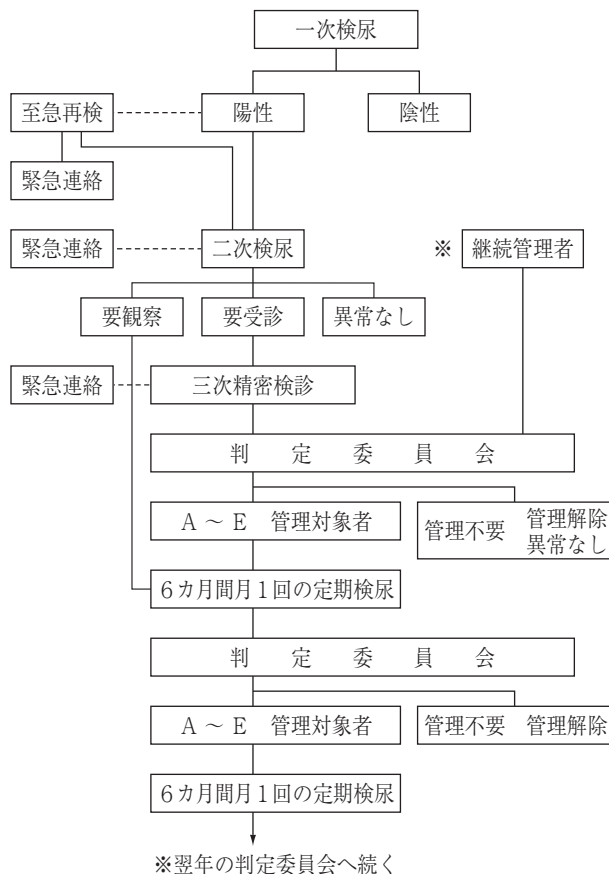 一次検尿
至急再検
陽性
陰性
緊急連絡
緊急連絡
二次検尿
※ 継続管理者
要観察
要受診
異常なし
緊急連絡
三次精密検診
判定委員会
A～E 管理対象者
管理不要 管理解除
異常なし
6カ月間月1回の定期検尿
判定委員会
A～E 管理対象者
管理不要 管理解除
6カ月間月1回の定期検尿
※翌年の判定委員会へ続く